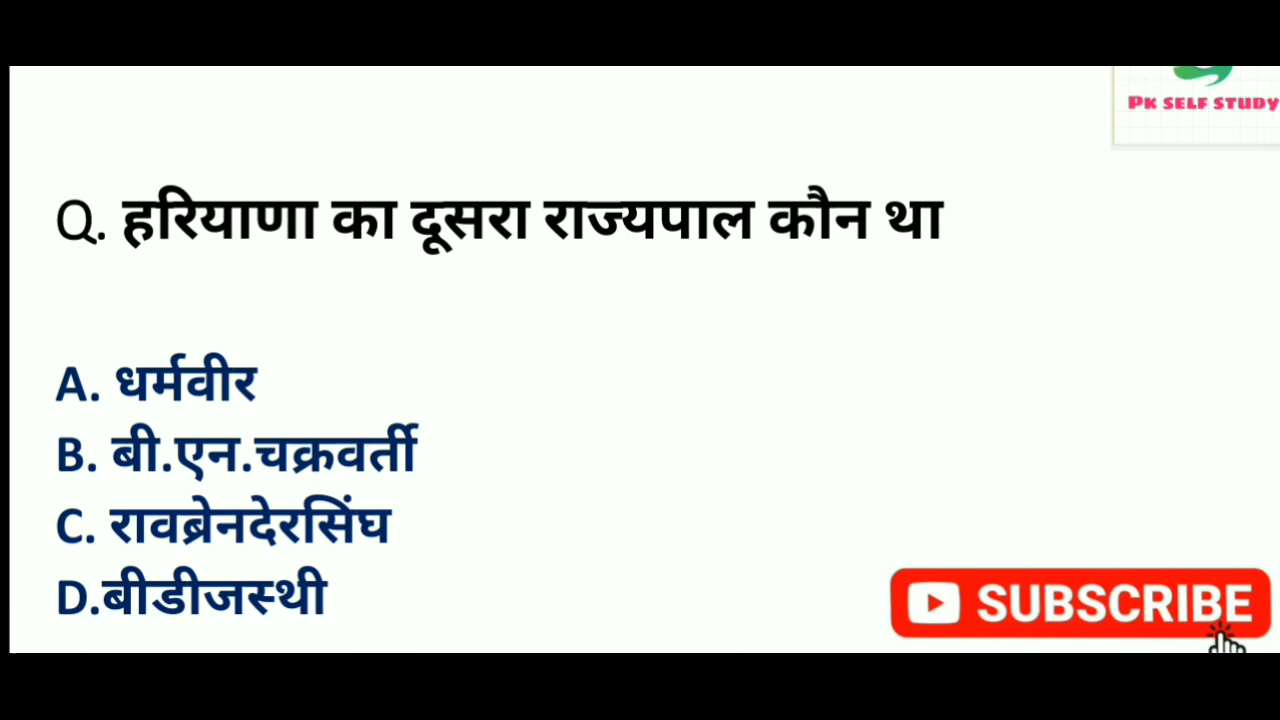 PK SELF STUDY
Q. हरियाणा का दूसरा राज्यपाल कौन था
A. धर्मवीर
B. बी.एन.चक्रवर्ती
C. रावब्रेनदेरसिंघ
D.बीडीजस्थी
SUBSCRIBE